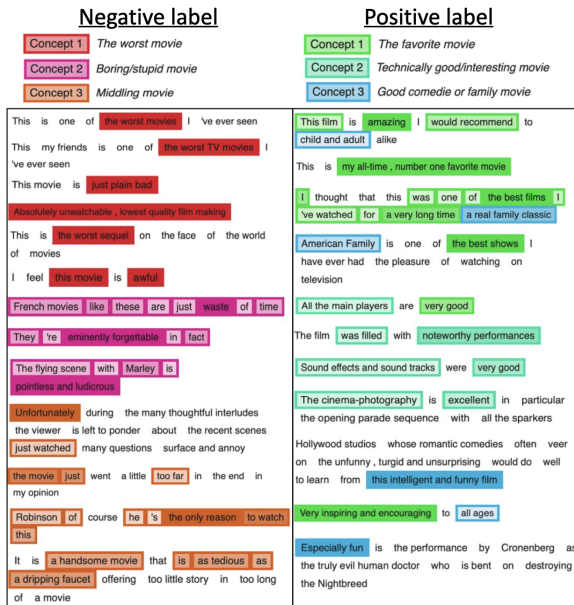 Negative label
Concept 1 The worst movie
Concept 2 Boring/stupid movie
Concept 3 Middling movie
This is one of the worst movies I 've ever seen
This my friends is one of the worst TV movies I
've ever seen
This movie is just plain bad
Absolutely unwatchable , lowest quality film making
This is the worst sequel on the face of the world
of movies
I feel this movie is awful
French movies like these are just waste of time
They 're eminently forgettable in fact
The flying scene with Marley is
pointless and ludicrous
Unfortunately during the many thoughtful interludes
the viewer is left to ponder about the recent scenes
just watched many questions surface and annoy
the movie just went a little too far in the end in
my opinion
Robinson of course he 's the only reason to watch
this
It is a handsome movie that is as tedious as
a dripping faucet offering too little story in too long
of a movie
Positive label
Concept 1 The favorite movie
Concept 2 Technically good/interesting movie
Concept 3 Good comedie or family movie
This film is amazing I would recommend to
child and adult alike
This is my all-time , number one favorite movie
I thought that this was one of the best films I
've watched for a very long time a real family classic
American Family is one of the best shows I
have ever had the pleasure of watching on
television
All the main players are very good
The film was filled with noteworthy performances
Sound effects and sound tracks were very good
The cinema-photography is excellent in particular
the opening parade sequence with all the sparkers
Hollywood studios whose romantic comedies often veer
on the unfunny , turgid and unsurprising would do well
to learn from this intelligent and funny film
Very inspiring and encouraging to all ages
Especially fun is the performance by Cronenberg as
the truly evil human doctor who is bent on destroying
the Nightbreed